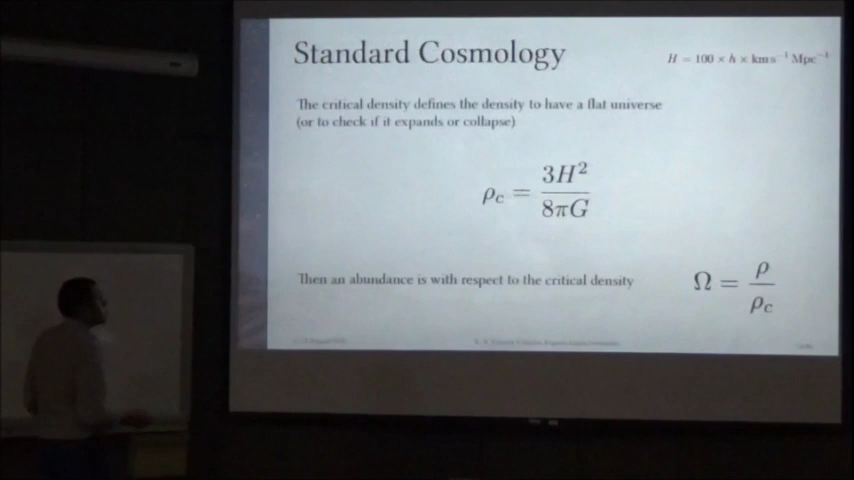 Standard Cosmology
H = 100 × h × km s⁻¹ Mpc⁻¹
The critical density defines the density to have a flat universe
(or to check if it expands or collapse)
ρc = 3H² / 8πG
Then an abundance is with respect to the critical density
Ω = ρ / ρc